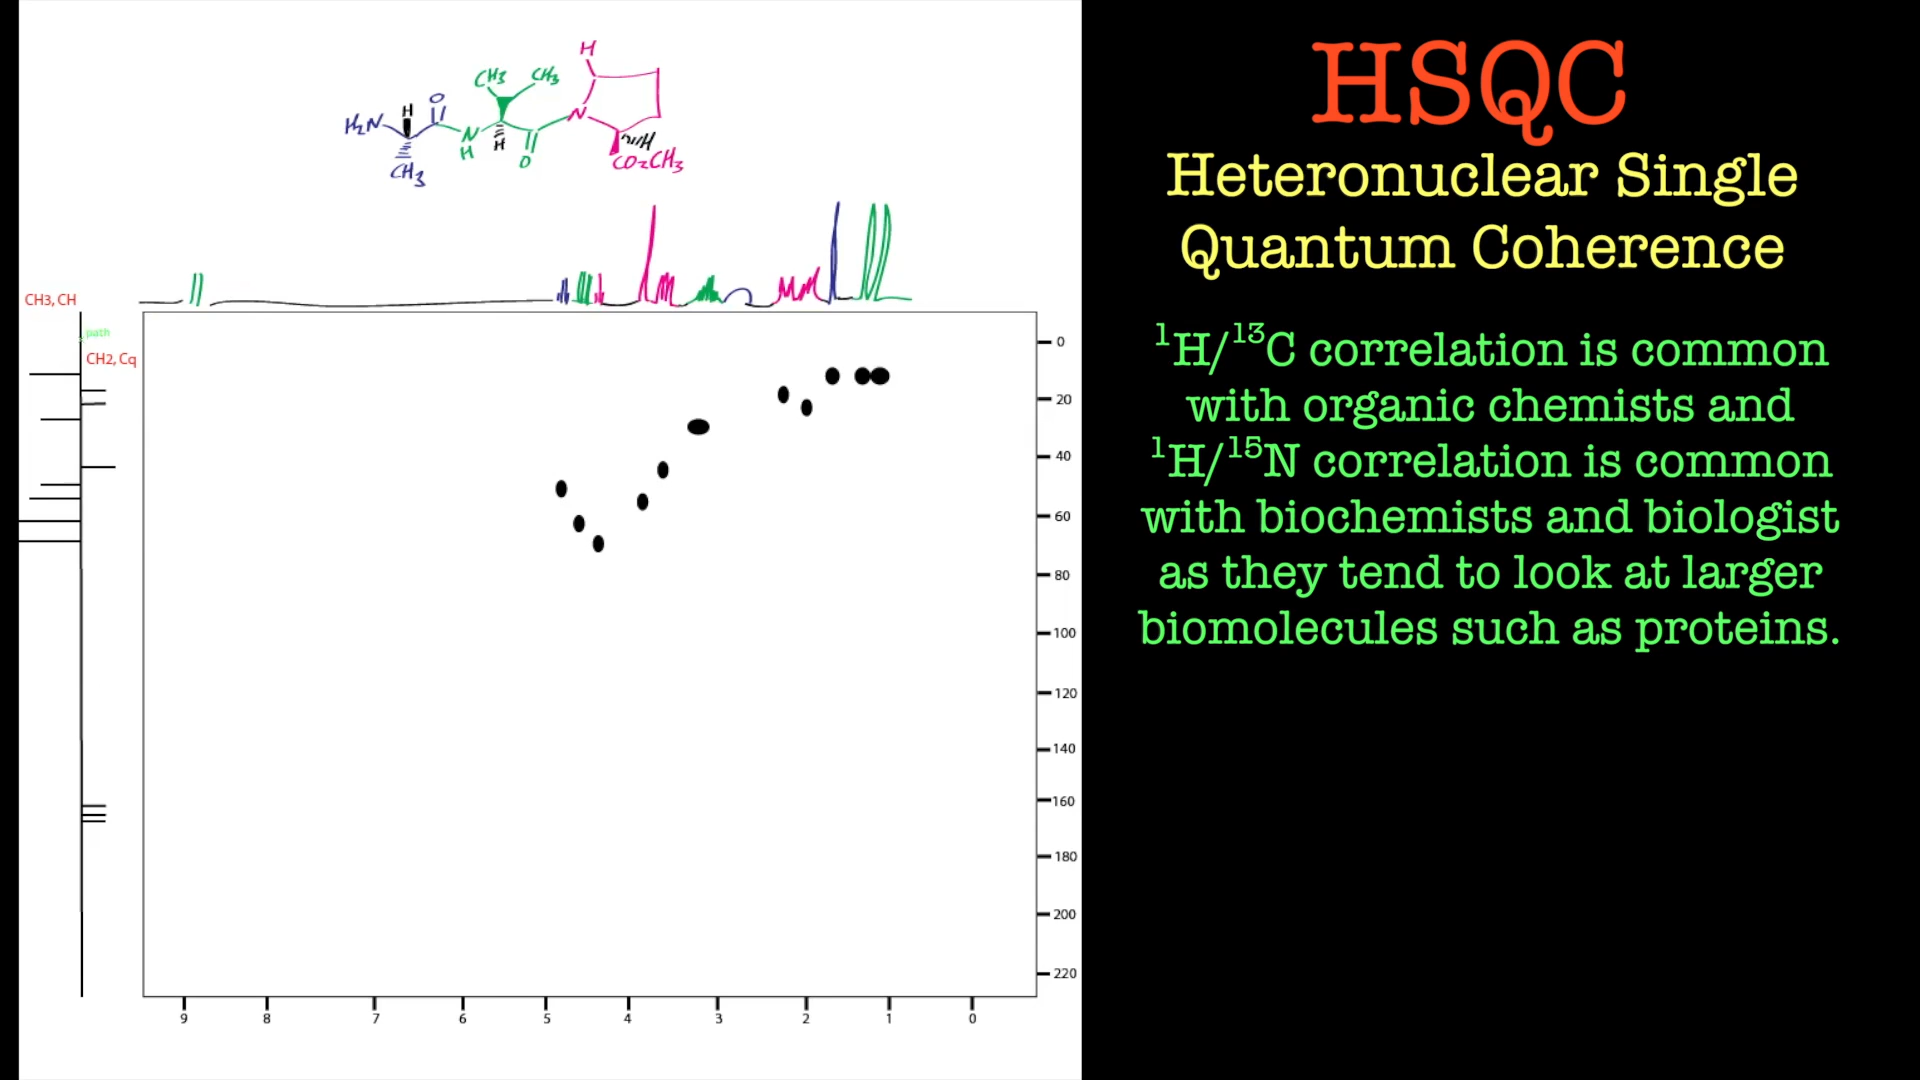 HSQC
Heteronuclear Single
Quantum Coherence
¹H/¹³C correlation is common
with organic chemists and
¹H/¹⁵N correlation is common
with biochemists and biologist
as they tend to look at larger
biomolecules such as proteins.
H
CH3 CH3
H₂N H O N H H O N H CO2CH3
CH3
CH3, CH
path
CH2, Cq
0
20
40
60
80
100
120
140
160
180
200
220
9 8 7 6 5 4 3 2 1 0